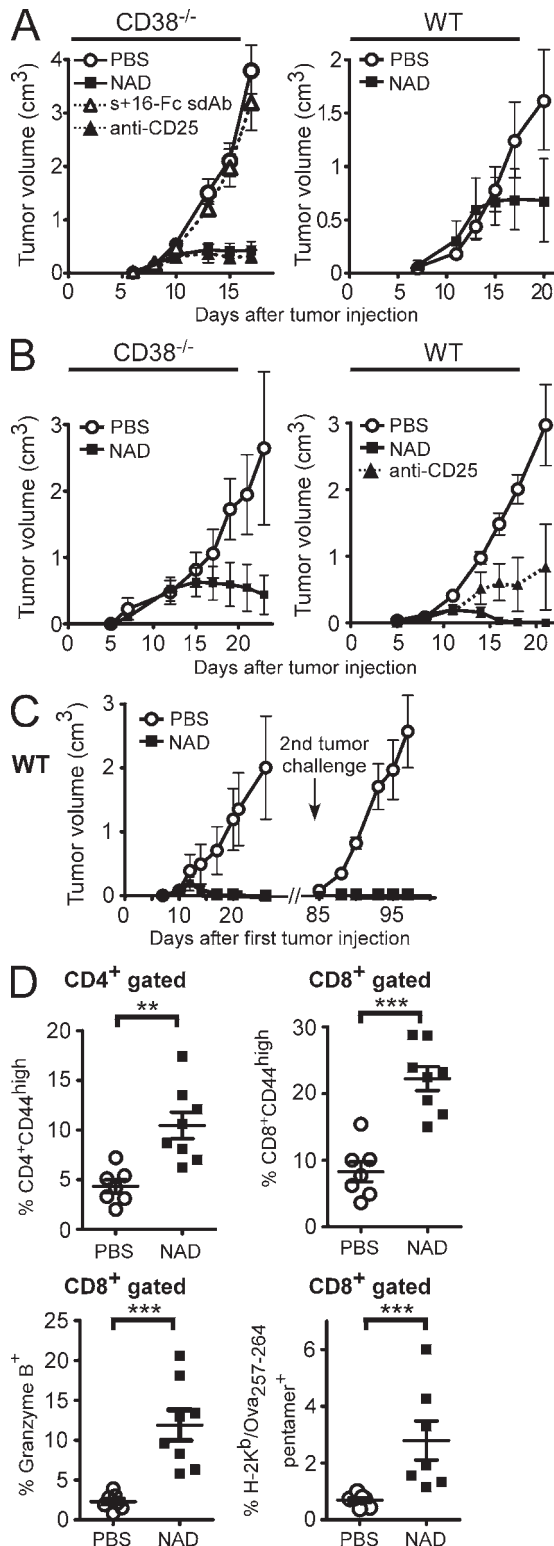 A
CD38-/-
Tumor volume (cm3)
4
3
2
1
0
PBS
NAD
s+16-Fc sdAb
anti-CD25
0 5 10 15
WT
Tumor volume (cm3)
2
1.5
1
0.5
0
PBS
NAD
0 5 10 15 20
Days after tumor injection
B
CD38-/-
Tumor volume (cm3)
3
2
1
0
PBS
NAD
0 5 10 15 20
WT
Tumor volume (cm3)
3
2
1
0
PBS
NAD
anti-CD25
0 5 10 15 20
Days after tumor injection
C
WT
Tumor volume (cm3)
3
2
1
0
PBS
NAD
2nd tumor
challenge
0 10 20 // 85 95
Days after first tumor injection
D
CD4+ gated
**
% CD4+CD44high
20
15
10
5
0
PBS NAD
CD8+ gated
***
% CD8+CD44high
30
20
10
0
PBS NAD
CD8+ gated
***
% Granzyme B+
25
20
15
10
5
0
PBS NAD
CD8+ gated
***
% H-2Kb/Ova257-264
pentamer+
6
4
2
0
PBS NAD